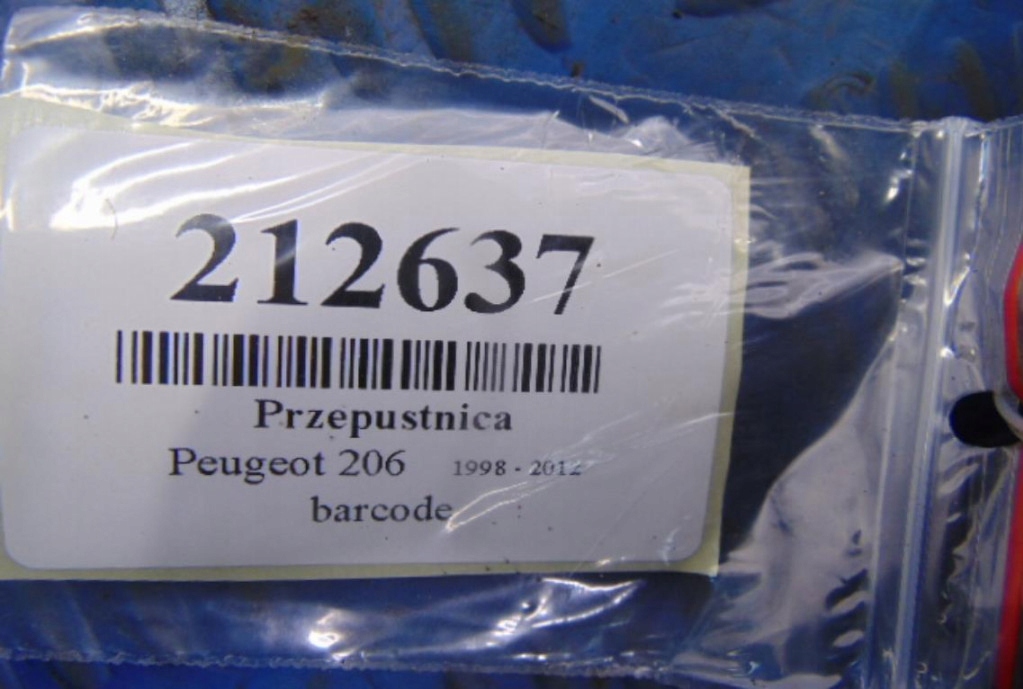 212637
Przepustnica
Peugeot 206 1998 - 2012
barcode